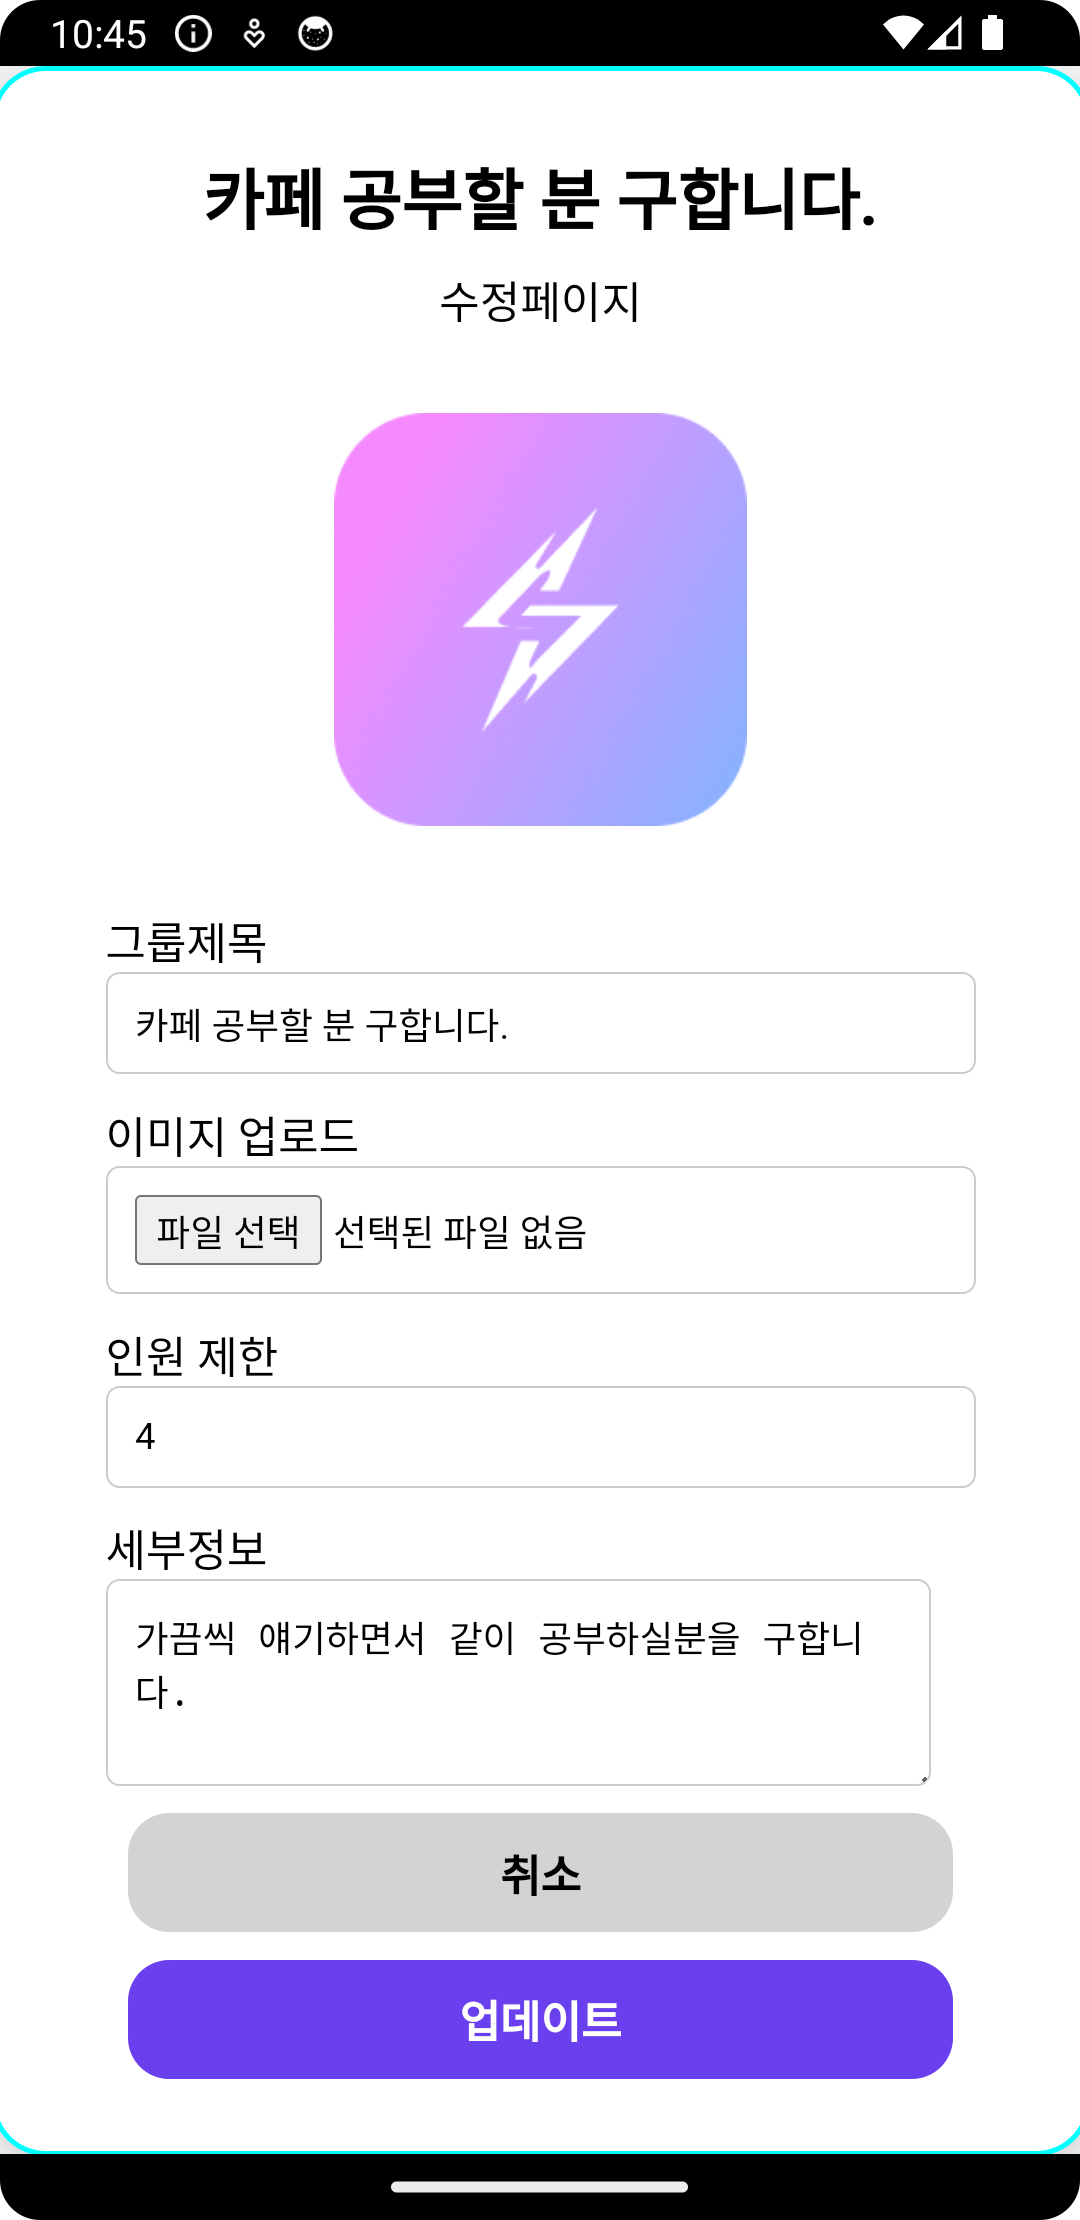 10:45
카페 공부할 분 구합니다.
수정페이지
그룹제목
카페 공부할 분 구합니다.
이미지 업로드
파일 선택 선택된 파일 없음
인원 제한
4
세부정보
가끔씩 얘기하면서 같이 공부하실분을 구합니
다.
취소
업데이트